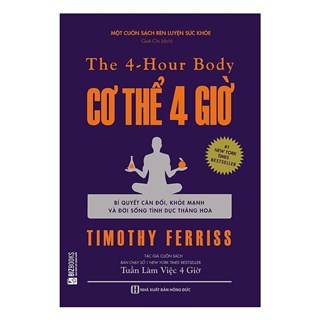 MỘT CUỐN SÁCH RÈN LUYỆN SỨC KHỎE
The 4-Hour Body
CƠ THỂ 4 GIỜ
#1
NEW YORK
TIMES
BESTSELLER
BÍ QUYẾT CÂN ĐỐI, KHỎE MẠNH
VÀ ĐỜI SỐNG TÌNH DỤC THĂNG HOA
TIMOTHY FERRISS
TÁC GIẢ CUỐN SÁCH
BÁN CHẠY SỐ 1 NEW YORK TIMES BESTSELLER
Tuần Làm Việc 4 Giờ
BIZBOOKS
NHÀ XUẤT BẢN HỒNG ĐỨC